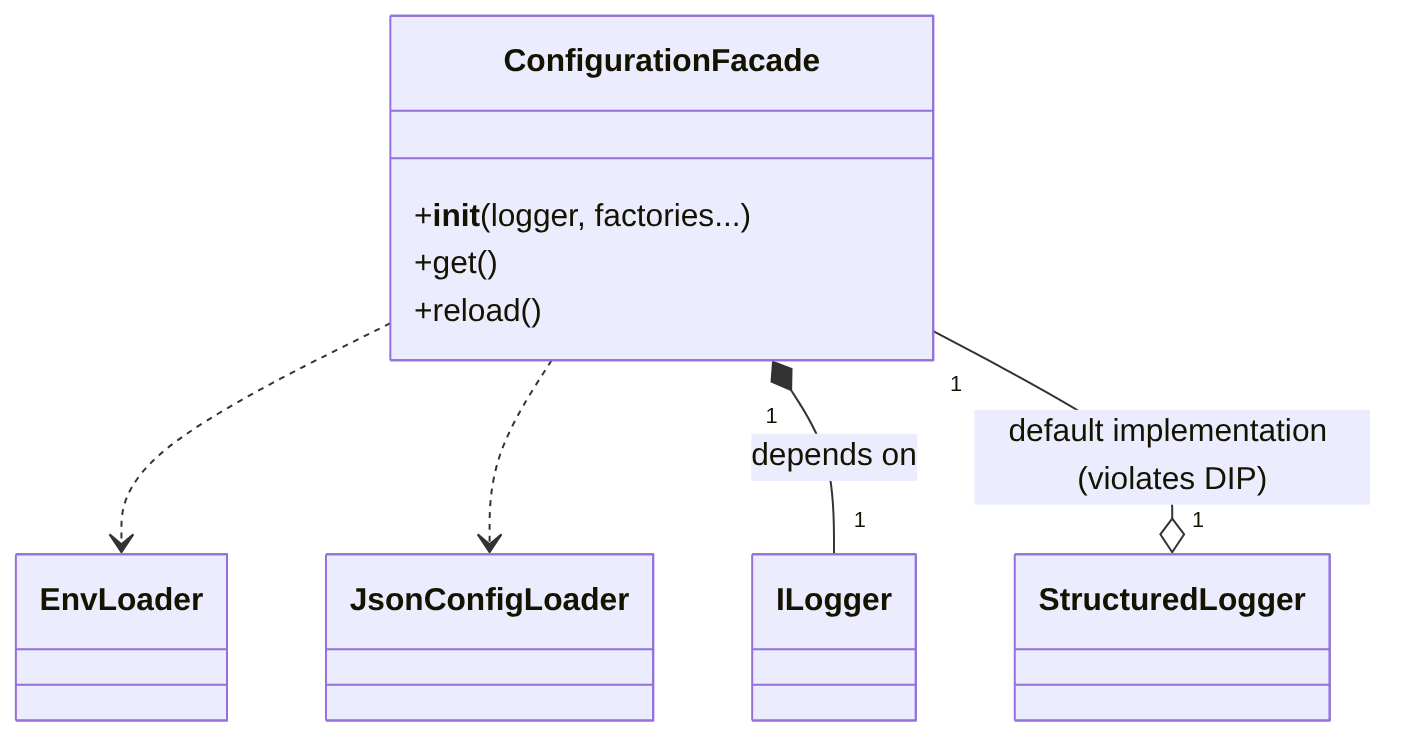 ConfigurationFacade
+init(logger, factories...)
+get()
+reload()
1
1
depends on
default implementation
(violates DIP)
1
1
EnvLoader
JsonConfigLoader
ILogger
StructuredLogger